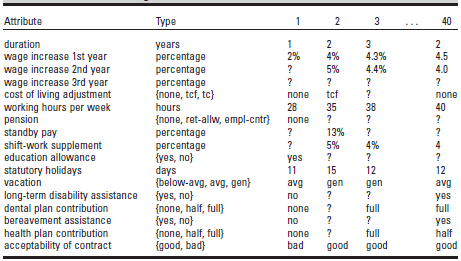 Attribute Type 1 2 3 ... 40
duration years 1 2 3 2
wage increase 1st year percentage 2% 4% 4.3% 4.5
wage increase 2nd year percentage ? 5% 4.4% 4.0
wage increase 3rd year percentage ? ? ? ?
cost of living adjustment {none, tcf, tc} none tcf ? none
working hours per week hours 28 35 38 40
pension {none, ret-allw, empl-cntr} none ? ? ?
standby pay percentage ? 13% ? ?
shift-work supplement percentage ? 5% 4% 4
education allowance {yes, no} yes ? ? ?
statutory holidays days 11 15 12 12
vacation {below-avg, avg, gen} avg gen gen avg
long-term disability assistance {yes, no} no ? ? yes
dental plan contribution {none, half, full} none ? full full
bereavement assistance {yes, no} no ? ? yes
health plan contribution {none, half, full} none ? full half
acceptability of contract {good, bad} bad good good good